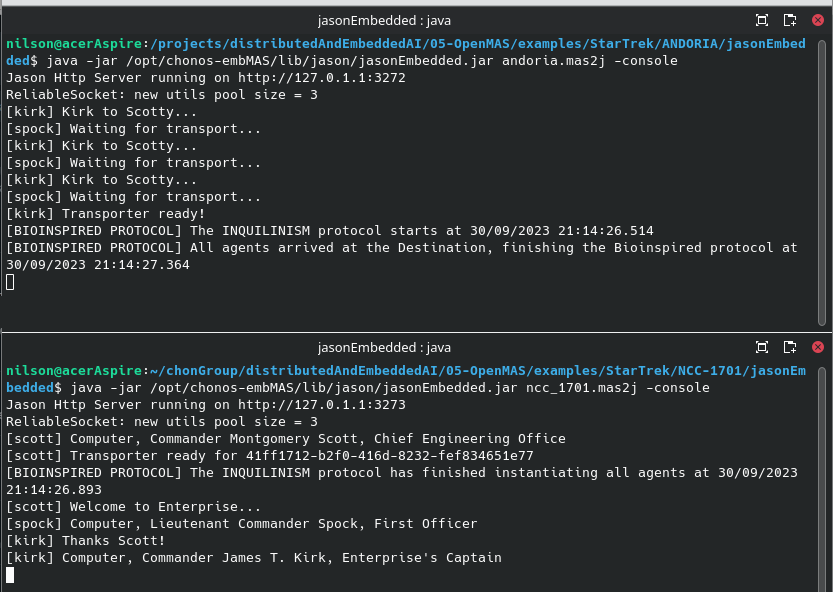 jasonEmbedded : java
nilson@acerAspire:/projects/distributedAndEmbeddedAI/05-OpenMAS/examples/StarTrek/ANDORIA/jasonEmbed
ded$ java -jar /opt/chonos-embMAS/lib/jason/jasonEmbedded.jar andoria.mas2j -console
Jason Http Server running on http://127.0.1.1:3272
ReliableSocket: new utils pool size = 3
[kirk] Kirk to Scotty...
[spock] Waiting for transport...
[kirk] Kirk to Scotty...
[spock] Waiting for transport...
[kirk] Kirk to Scotty...
[spock] Waiting for transport...
[kirk] Transporter ready!
[BIOINSPIRED PROTOCOL] The INQUILINISM protocol starts at 30/09/2023 21:14:26.514
[BIOINSPIRED PROTOCOL] All agents arrived at the Destination, finishing the Bioinspired protocol at
30/09/2023 21:14:27.364
jasonEmbedded : java
nilson@acerAspire:~/chonGroup/distributedAndEmbeddedAI/05-OpenMAS/examples/StarTrek/NCC-1701/jasonEm
bedded$ java -jar /opt/chonos-embMAS/lib/jason/jasonEmbedded.jar ncc_1701.mas2j -console
Jason Http Server running on http://127.0.1.1:3273
ReliableSocket: new utils pool size = 3
[scott] Computer, Commander Montgomery Scott, Chief Engineering Office
[scott] Transporter ready for 41ff1712-b2f0-416d-8232-fef834651e77
[BIOINSPIRED PROTOCOL] The INQUILINISM protocol has finished instantiating all agents at 30/09/2023
21:14:26.893
[scott] Welcome to Enterprise...
[spock] Computer, Lieutenant Commander Spock, First Officer
[kirk] Thanks Scott!
[kirk] Computer, Commander James T. Kirk, Enterprise's Captain